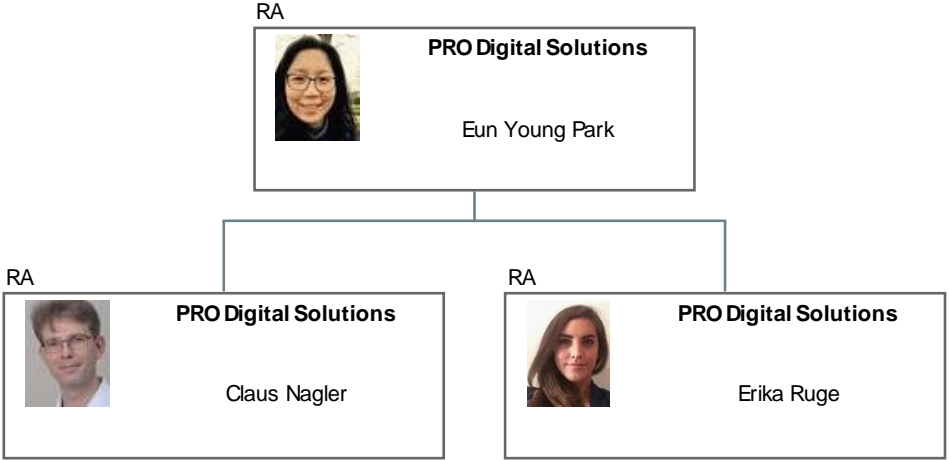 RA
PRO Digital Solutions
Eun Young Park
RA
PRO Digital Solutions
Claus Nagler
RA
PRO Digital Solutions
Erika Ruge